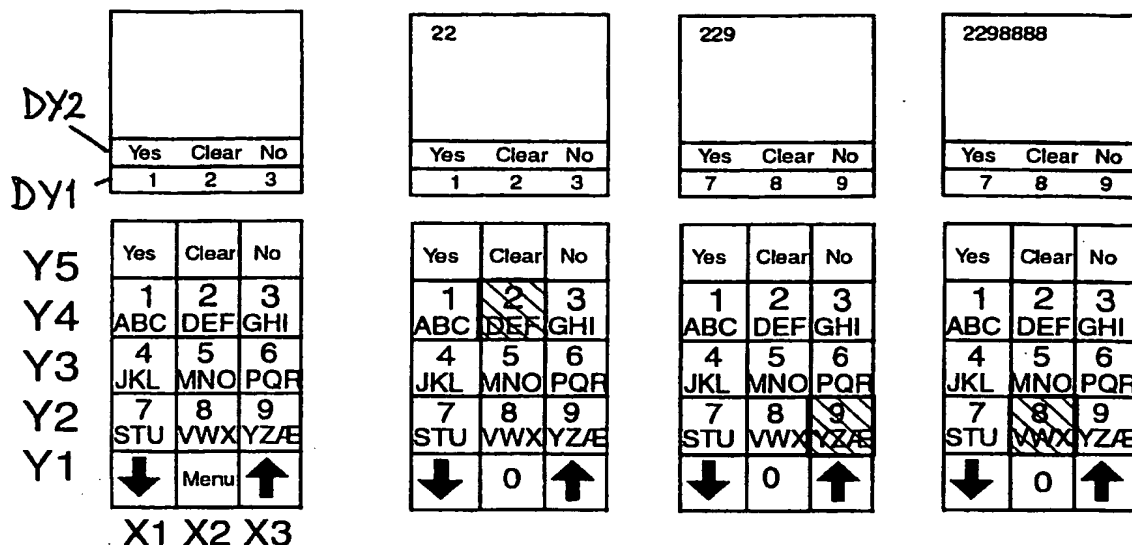 22 229 2298888
DY2
Yes Clear No Yes Clear No Yes Clear No Yes Clear No
DY1 1 2 3 1 2 3 7 8 9 7 8 9
Y5 Yes Clear No Yes Clear No Yes Clear No Yes Clear No
Y4 1 2 3 1 2 3 1 2 3 1 2 3
ABC DEF GHI ABC DEF GHI ABC DEF GHI ABC DEF GHI
Y3 4 5 6 4 5 6 4 5 6 4 5 6
JKL MNO PQR JKL MNO PQR JKL MNO PQR JKL MNO PQR
Y2 7 8 9 7 8 9 7 8 9 7 8 9
STU VWX YZÆ STU VWX YZÆ STU VWX YZÆ STU VWX YZÆ
Y1 Menu 0 0 0
X1 X2 X3